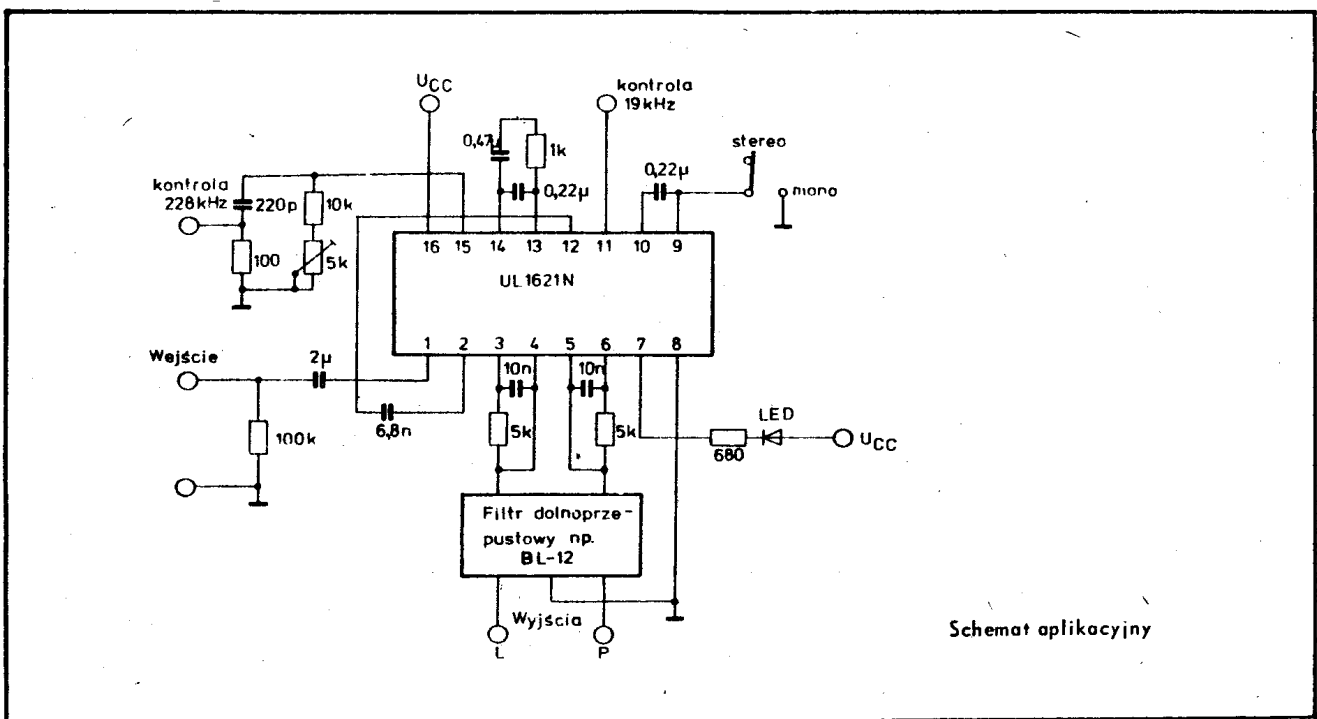 UCC
kontrola
19kHz
0,47µ
1k
stereo
0,22µ
mono
kontrola
228kHz
220p
10k
0,22µ
100
5k
16 15 14 13 12 11 10 9
UL1621N
1 2 3 4 5 6 7 8
Wejście
2µ
10n
10n
100k
6,8n
5k
5k
LED
680
UCC
Filtr dolnoprze-
pustowy np.
BL-12
Wyjścia
L
P
Schemat aplikacyjny